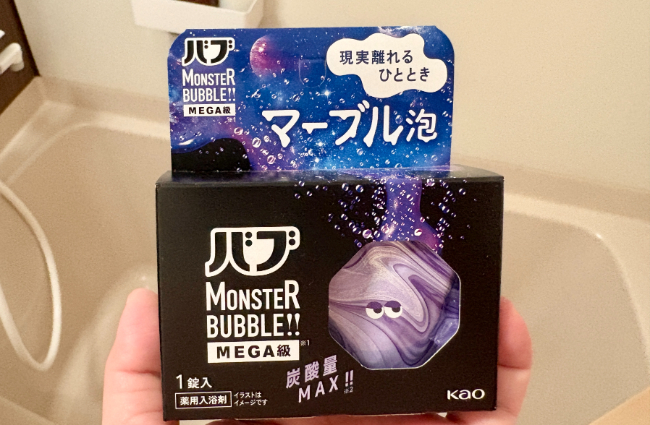 バブ
MONSTER
BUBBLE!!
MEGA級
※1
現実離れる
ひととき
マーブル泡
バブ
MONSTER
BUBBLE!!
MEGA級
※1
炭酸量
MAX!!
※2
1錠入
薬用入浴剤
イラストは
イメージです
Kao